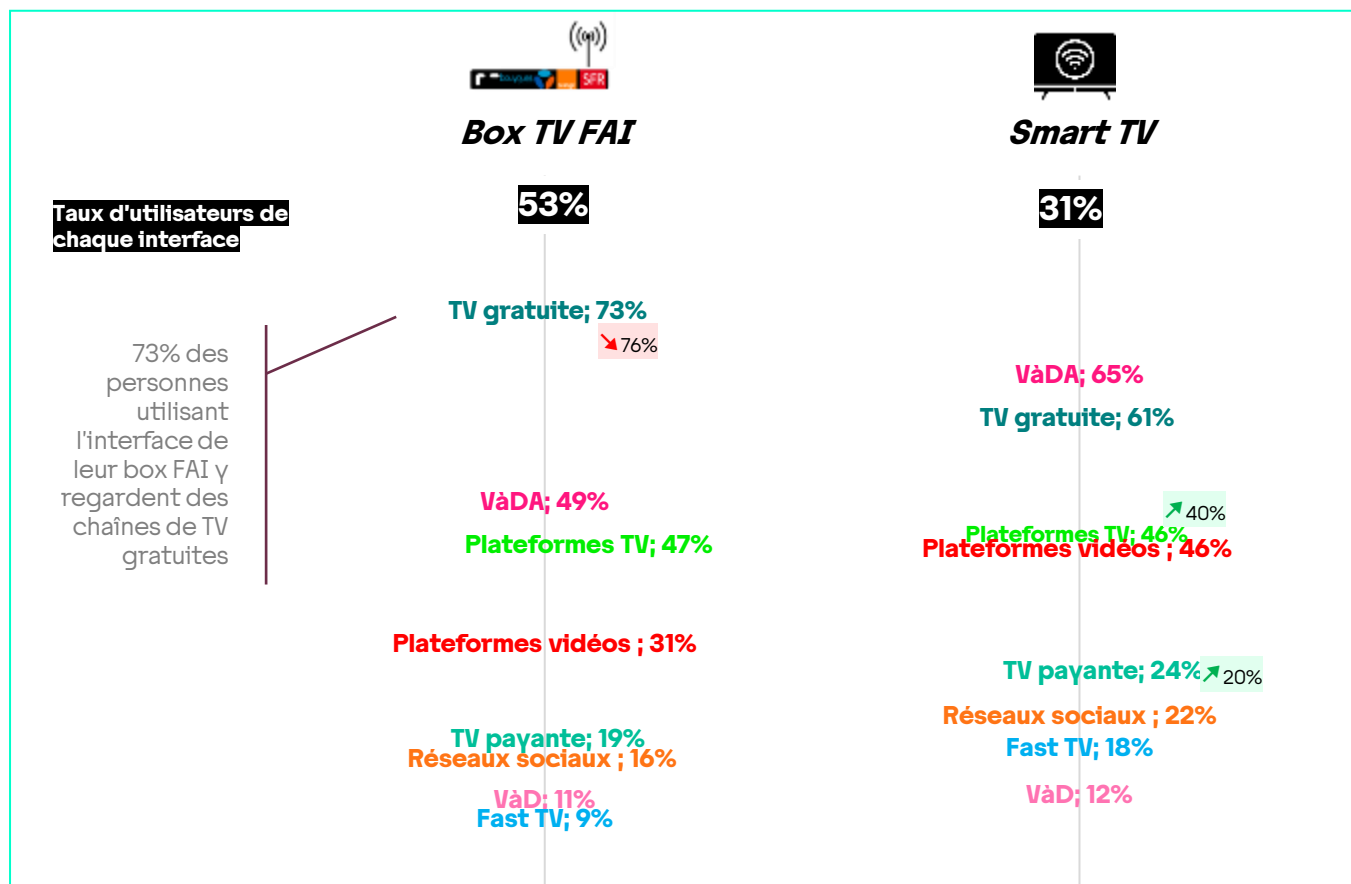 SFR
Box TV FAI
Smart TV
53%
31%
Taux d'utilisateurs de
chaque interface
TV gratuite; 73%
76%
73% des
personnes
utilisant
l'interface de
leur box FAI y
regardent des
chaînes de TV
gratuites
VàDA; 49%
Plateformes TV; 47%
Plateformes vidéos ; 31%
TV payante; 19%
Réseaux sociaux ; 16%
VàD; 11%
Fast TV; 9%
VàDA; 65%
TV gratuite; 61%
40%
Plateformes TV; 46%
Plateformes vidéos ; 46%
TV payante; 24%
20%
Réseaux sociaux ; 22%
Fast TV; 18%
VàD; 12%